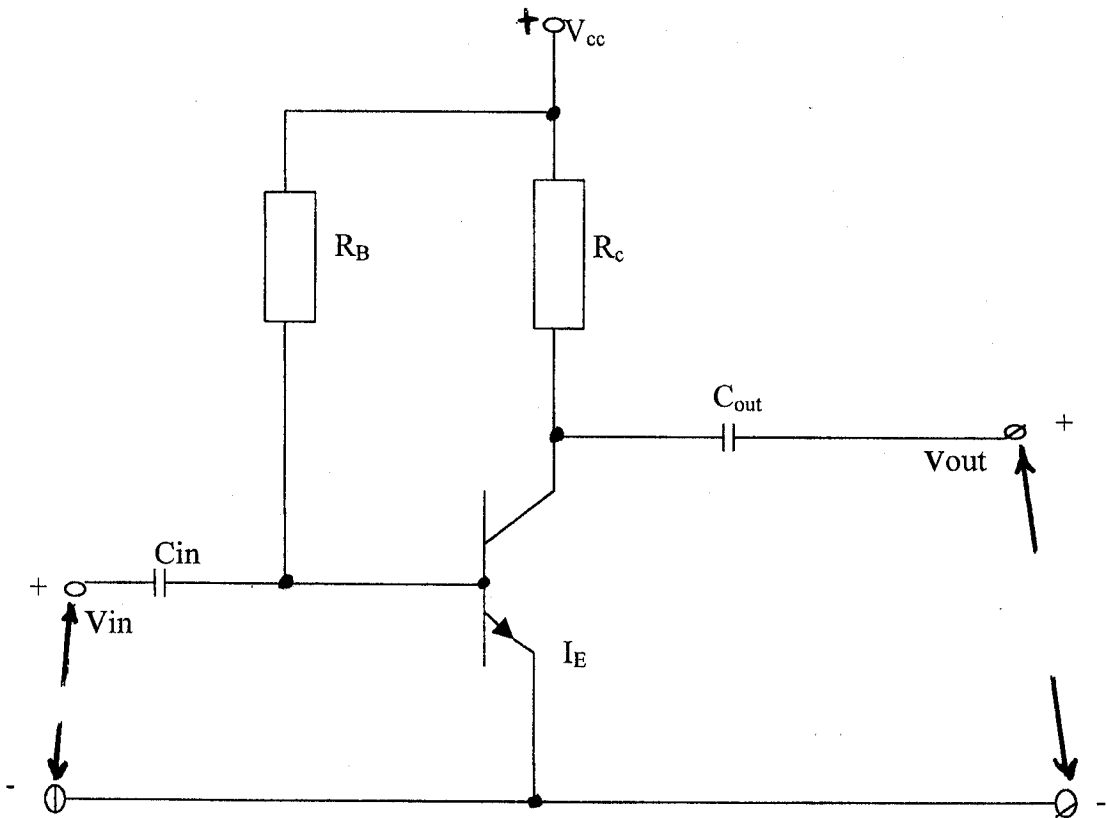 + Vcc
RB
Rc
Cout
+
Vout
Cin
+
Vin
IE
-
-